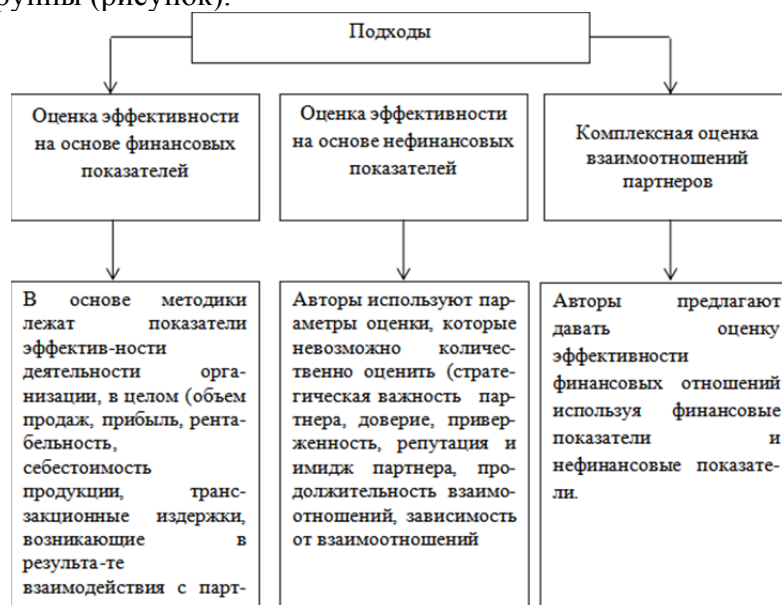 группы (рисунок).
Подходы
Оценка эффективности
на основе финансовых
показателей
Оценка эффективности
на основе нефинансовых
показателей
Комплексная оценка
взаимоотношений
партнеров
В основе методики
лежат показатели
эффектив-ности
деятельности орга-
низации, в целом (объем
продаж, прибыль, рента-
бельность,
себестоимость
продукции, транс-
закционные издержки,
возникающие в
результа-те
взаимодействия с парт-
Авторы используют пар-
аметры оценки, которые
невозможно количес-
твенно оценить (страте-
гическая важность пар-
тнера, доверие, привер-
женность, репутация и
имидж партнера, про-
должительность взаимо-
отношений, зависимость
от взаимоотношений
Авторы предлагают
давать оценку
эффективности
финансовых отношений
используя финансовые
показатели и
нефинансовые показате-
ли.